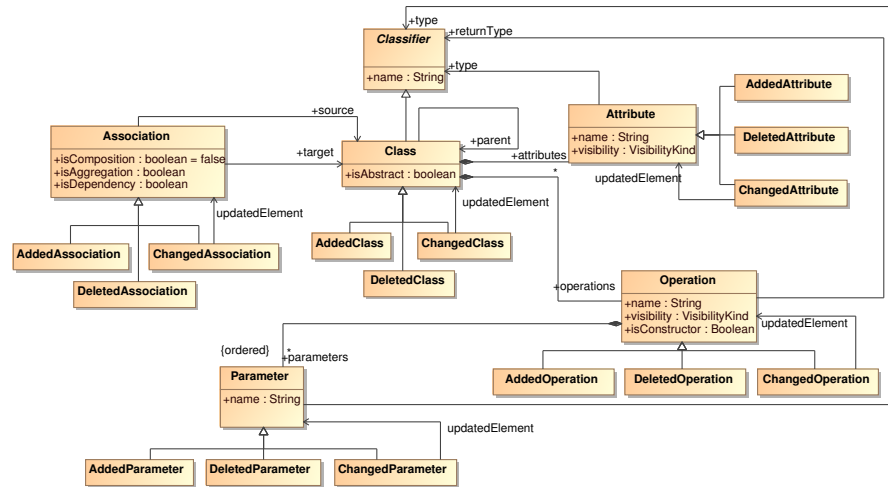 +type
Classifier
+name : String
+returnType
+type
AddedAttribute
+source
Association
+isComposition : boolean = false
+isAggregation : boolean
+isDependency : boolean
+target
Class
+isAbstract : boolean
+parent
+attributes
*
Attribute
+name : String
+visibility : VisibilityKind
DeletedAttribute
updatedElement
ChangedAttribute
updatedElement
updatedElement
AddedAssociation
ChangedAssociation
DeletedAssociation
AddedClass
ChangedClass
DeletedClass
+operations
Operation
+name : String
+visibility : VisibilityKind
+isConstructor : Boolean
updatedElement
{ordered}
*
+parameters
AddedOperation
DeletedOperation
ChangedOperation
Parameter
+name : String
updatedElement
AddedParameter
DeletedParameter
ChangedParameter